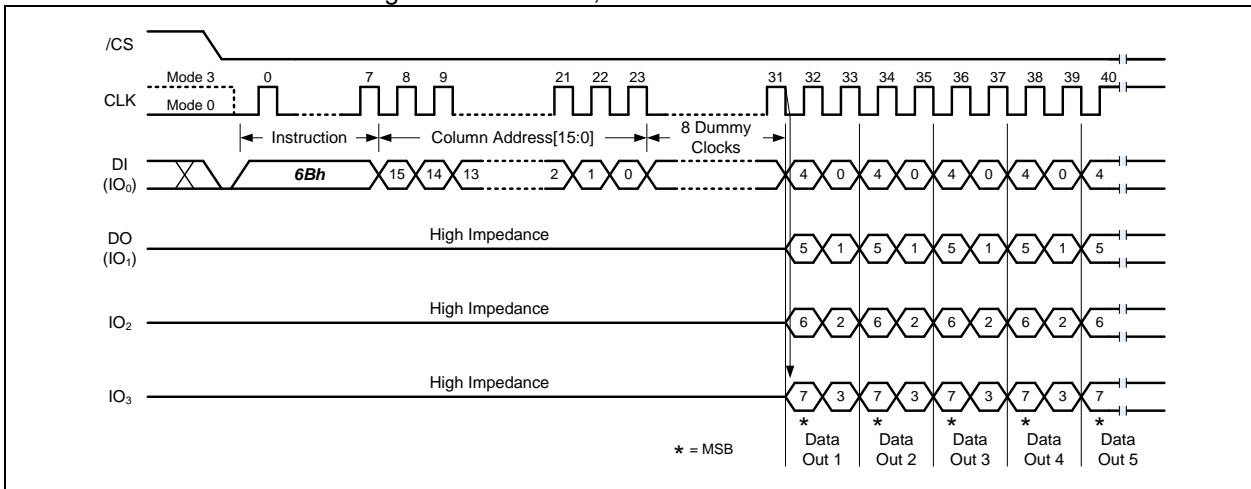 /CS
Mode 3 0 7 8 9 21 22 23 31 32 33 34 35 36 37 38 39 40
CLK
Mode 0
Instruction Column Address[15:0] 8 Dummy
Clocks
DI
(IO₀)
6Bh 15 14 13 2 1 0 4 0 4 0 4 0 4 0 4
DO
(IO₁)
High Impedance 5 1 5 1 5 1 5 1 5
IO₂ High Impedance 6 2 6 2 6 2 6 2 6
IO₃ High Impedance 7 3 7 3 7 3 7 3 7
* * * * *
* = MSB
Data
Out 1
Data
Out 2
Data
Out 3
Data
Out 4
Data
Out 5